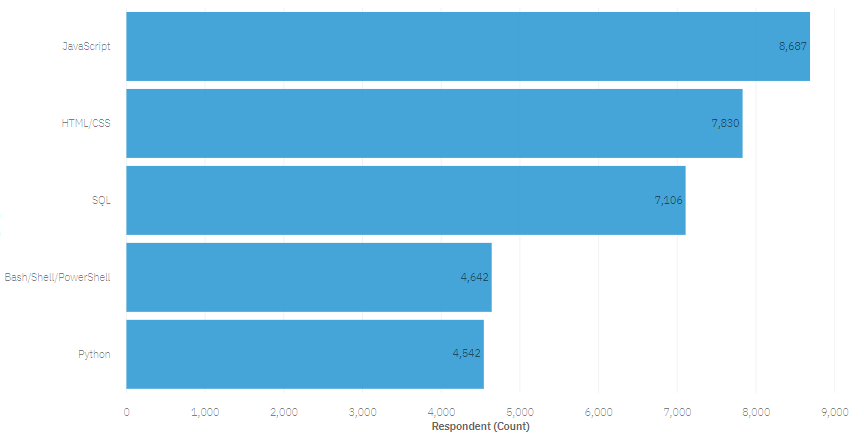 JavaScript 8,687
HTML/CSS 7,830
SQL 7,106
Bash/Shell/PowerShell 4,642
Python 4,542
0 1,000 2,000 3,000 4,000 5,000 6,000 7,000 8,000 9,000
Respondent (Count)